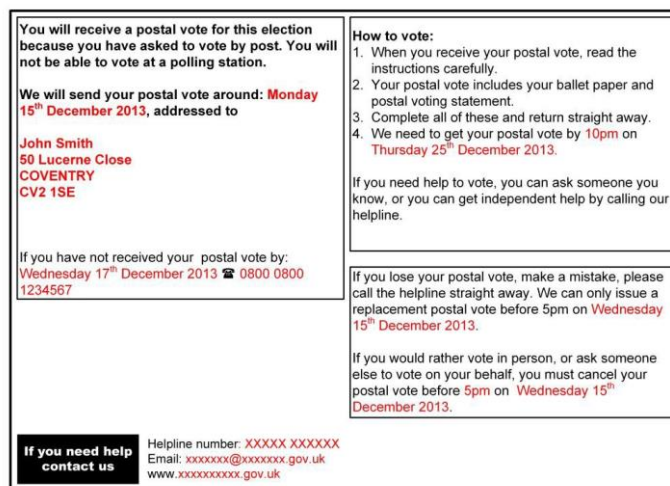 You will receive a postal vote for this election
because you have asked to vote by post. You will
not be able to vote at a polling station.
We will send your postal vote around: Monday
15th December 2013, addressed to
John Smith
50 Lucerne Close
COVENTRY
CV2 1SE
If you have not received your postal vote by:
Wednesday 17th December 2013 ☎ 0800 0800
1234567
How to vote:
1. When you receive your postal vote, read the
instructions carefully.
2. Your postal vote includes your ballet paper and
postal voting statement.
3. Complete all of these and return straight away.
4. We need to get your postal vote by 10pm on
Thursday 25th December 2013.
If you need help to vote, you can ask someone you
know, or you can get independent help by calling our
helpline.
If you lose your postal vote, make a mistake, please
call the helpline straight away. We can only issue a
replacement postal vote before 5pm on Wednesday
15th December 2013.
If you would rather vote in person, or ask someone
else to vote on your behalf, you must cancel your
postal vote before 5pm on Wednesday 15th
December 2013.
If you need help
contact us
Helpline number: XXXXX XXXXXX
Email: xxxxxxx@xxxxxxx.gov.uk
www.xxxxxxxxxx.gov.uk